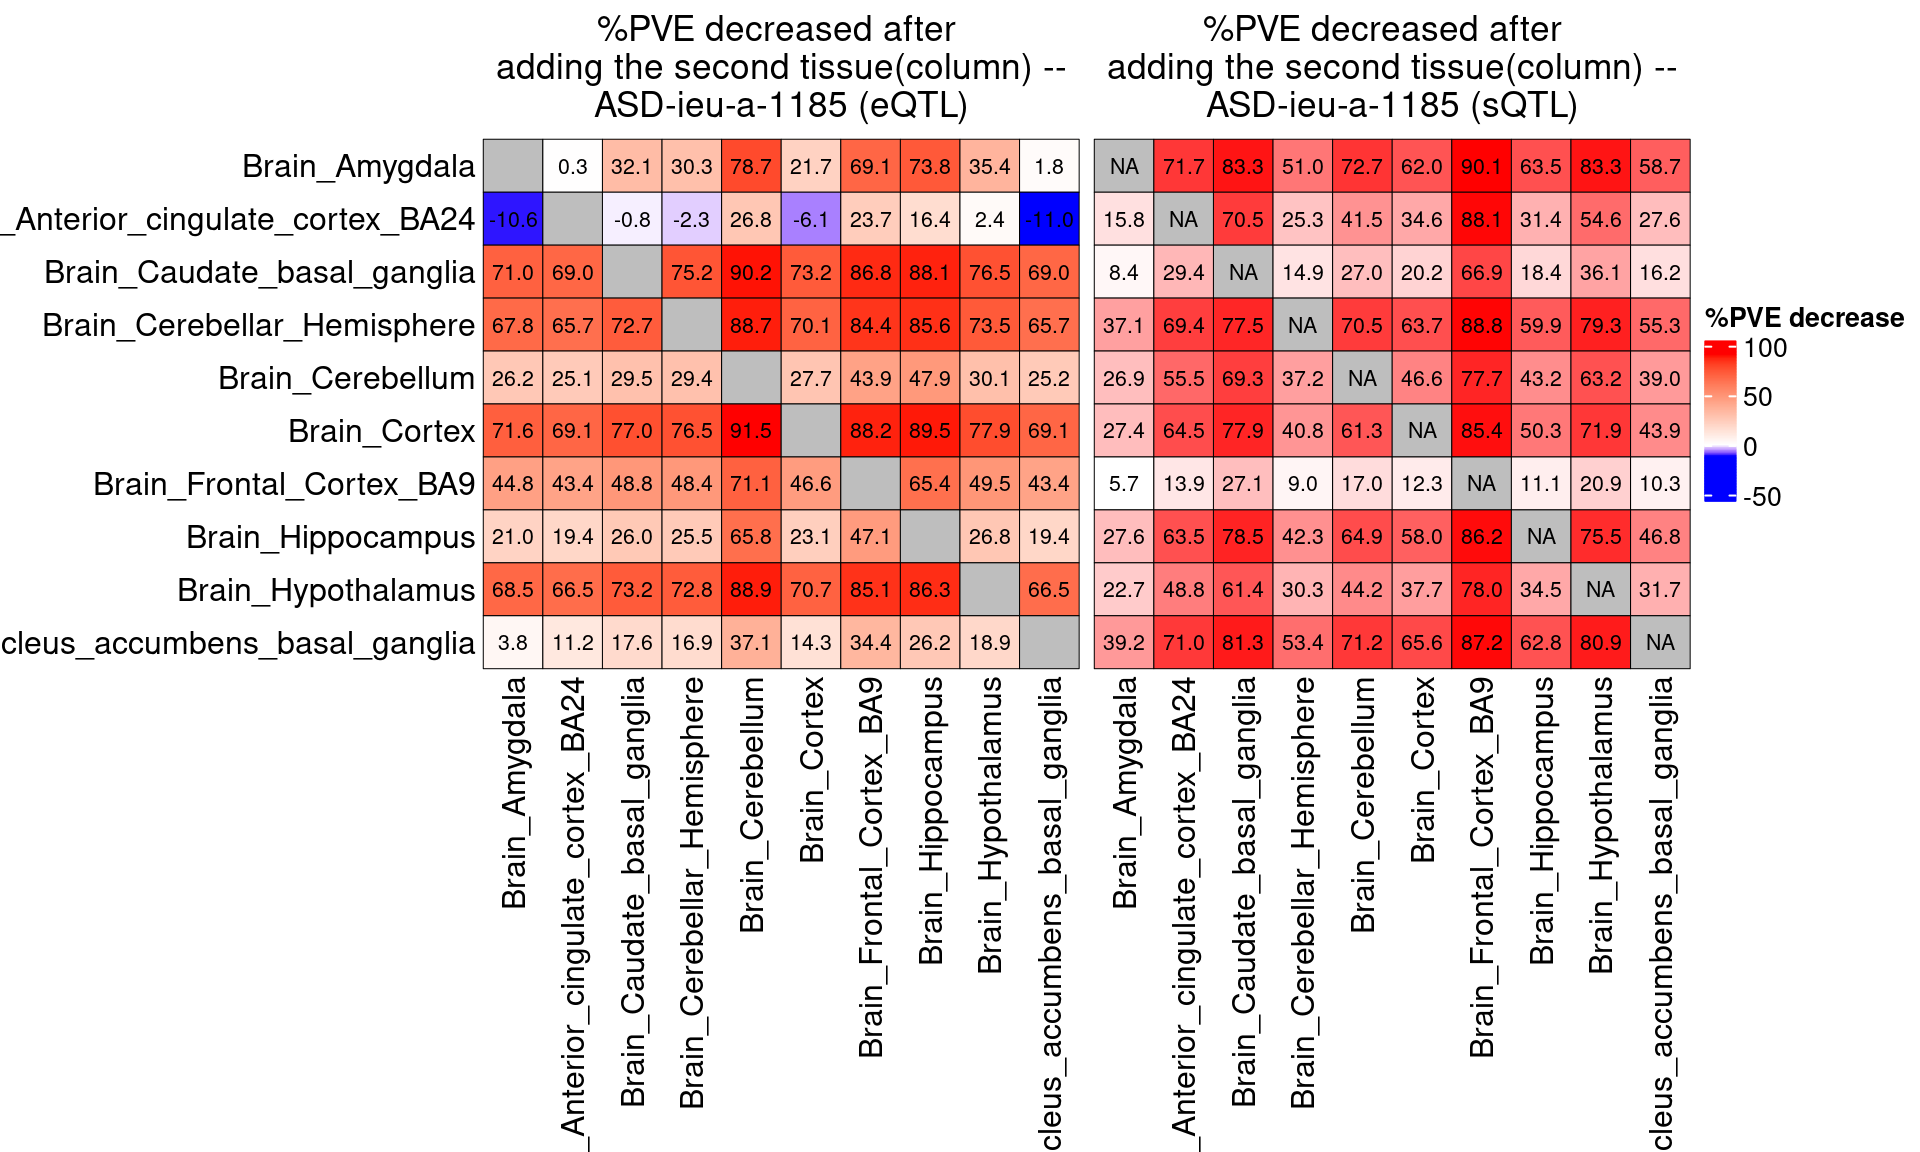 %PVE decreased after
adding the second tissue(column) --
ASD-ieu-a-1185 (eQTL)
%PVE decreased after
adding the second tissue(column) --
ASD-ieu-a-1185 (sQTL)
Brain_Amygdala 0.3 32.1 30.3 78.7 21.7 69.1 73.8 35.4 1.8 NA 71.7 83.3 51.0 72.7 62.0 90.1 63.5 83.3 58.7
_Anterior_cingulate_cortex_BA24 -10.6 -0.8 -2.3 26.8 -6.1 23.7 16.4 2.4 -11.0 15.8 NA 70.5 25.3 41.5 34.6 88.1 31.4 54.6 27.6
Brain_Caudate_basal_ganglia 71.0 69.0 75.2 90.2 73.2 86.8 88.1 76.5 69.0 8.4 29.4 NA 14.9 27.0 20.2 66.9 18.4 36.1 16.2
Brain_Cerebellar_Hemisphere 67.8 65.7 72.7 88.7 70.1 84.4 85.6 73.5 65.7 37.1 69.4 77.5 NA 70.5 63.7 88.8 59.9 79.3 55.3
Brain_Cerebellum 26.2 25.1 29.5 29.4 27.7 43.9 47.9 30.1 25.2 26.9 55.5 69.3 37.2 NA 46.6 77.7 43.2 63.2 39.0
Brain_Cortex 71.6 69.1 77.0 76.5 91.5 88.2 89.5 77.9 69.1 27.4 64.5 77.9 40.8 61.3 NA 85.4 50.3 71.9 43.9
Brain_Frontal_Cortex_BA9 44.8 43.4 48.8 48.4 71.1 46.6 65.4 49.5 43.4 5.7 13.9 27.1 9.0 17.0 12.3 NA 11.1 20.9 10.3
Brain_Hippocampus 21.0 19.4 26.0 25.5 65.8 23.1 47.1 26.8 19.4 27.6 63.5 78.5 42.3 64.9 58.0 86.2 NA 75.5 46.8
Brain_Hypothalamus 68.5 66.5 73.2 72.8 88.9 70.7 85.1 86.3 66.5 22.7 48.8 61.4 30.3 44.2 37.7 78.0 34.5 NA 31.7
cleus_accumbens_basal_ganglia 3.8 11.2 17.6 16.9 37.1 14.3 34.4 26.2 18.9 39.2 71.0 81.3 53.4 71.2 65.6 87.2 62.8 80.9 NA
Brain_Amygdala
_Anterior_cingulate_cortex_BA24
Brain_Caudate_basal_ganglia
Brain_Cerebellar_Hemisphere
Brain_Cerebellum
Brain_Cortex
Brain_Frontal_Cortex_BA9
Brain_Hippocampus
Brain_Hypothalamus
cleus_accumbens_basal_ganglia
Brain_Amygdala
_Anterior_cingulate_cortex_BA24
Brain_Caudate_basal_ganglia
Brain_Cerebellar_Hemisphere
Brain_Cerebellum
Brain_Cortex
Brain_Frontal_Cortex_BA9
Brain_Hippocampus
Brain_Hypothalamus
cleus_accumbens_basal_ganglia
%PVE decrease
100
50
0
-50